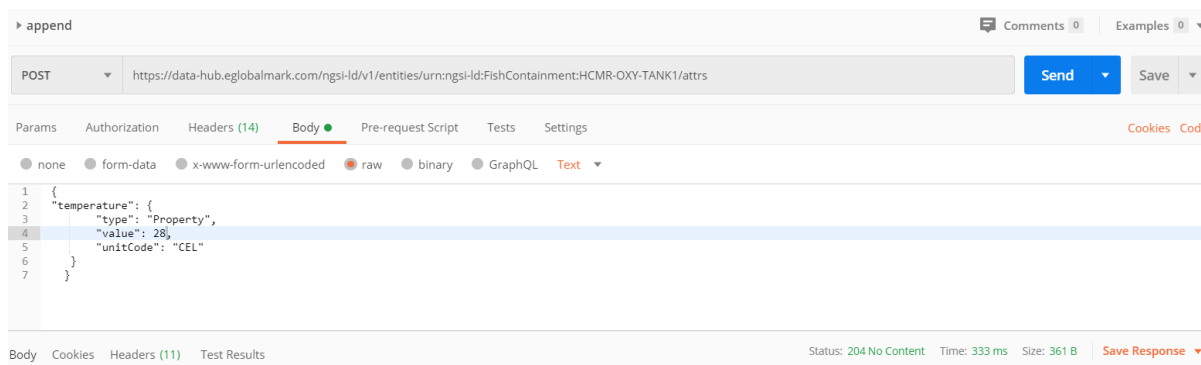 append Comments 0 Examples 0
POST https://data-hub.eglobalmark.com/ngsi-ld/v1/entities/urn:ngsi-ld:FishContainment:HCMR-OXY-TANK1/attrs Send Save
Params Authorization Headers (14) Body Pre-request Script Tests Settings Cookies Cod
none form-data x-www-form-urlencoded raw binary GraphQL Text
1 {
2 "temperature": {
3 "type": "Property",
4 "value": 28,
5 "unitCode": "CEL"
6 }
7 }
Body Cookies Headers (11) Test Results Status: 204 No Content Time: 333 ms Size: 361 B Save Response